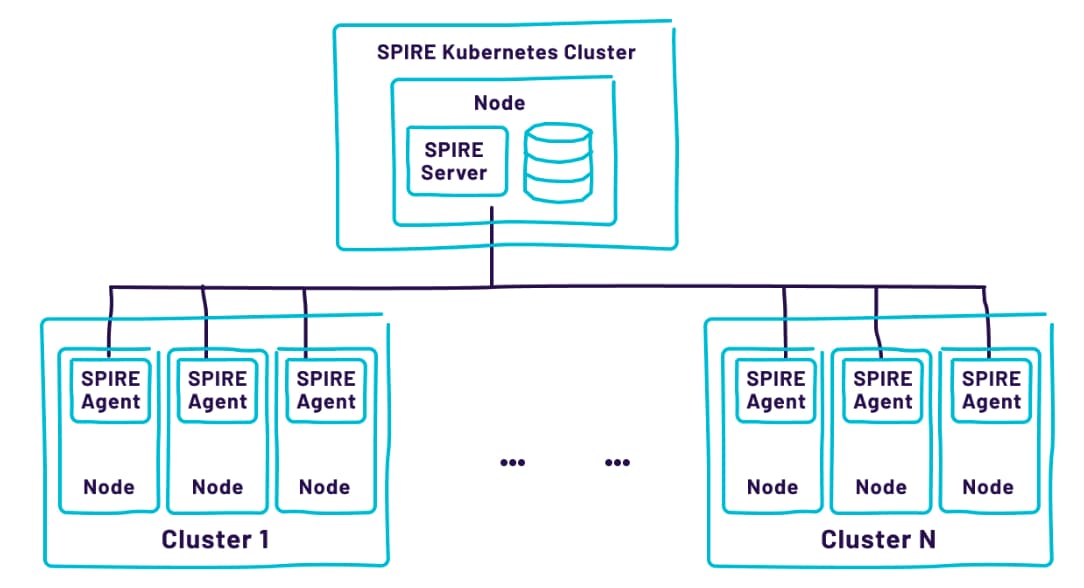 SPIRE Kubernetes Cluster
Node
SPIRE
Server
SPIRE
Agent
SPIRE
Agent
SPIRE
Agent
Node
Node
Node
Cluster 1
... ...
SPIRE
Agent
SPIRE
Agent
SPIRE
Agent
Node
Node
Node
Cluster N